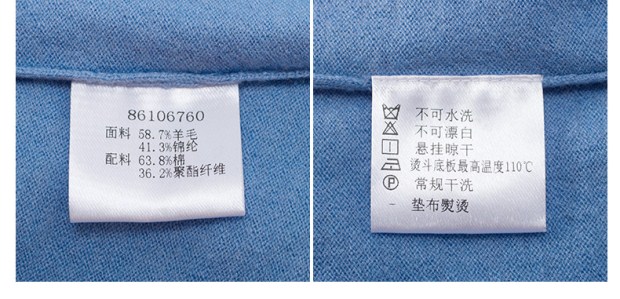 86106760
面料 58.7%羊毛
41.3%锦纶
配料 63.8%棉
36.2%聚酯纤维
不可水洗
不可漂白
悬挂晾干
熨斗底板最高温度110℃
P 常规干洗
- 垫布熨烫